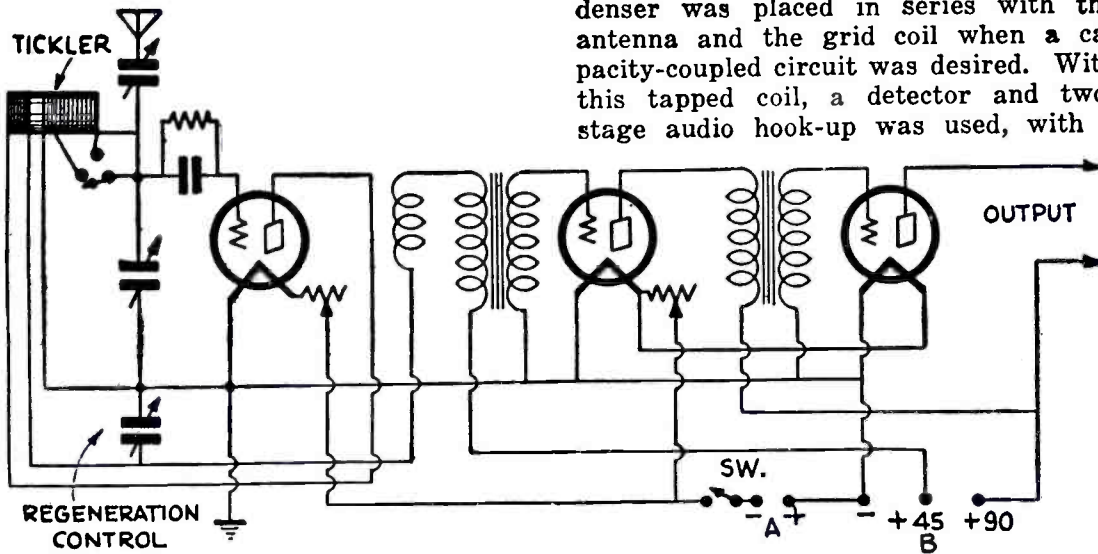 denser was placed in series with th
antenna and the grid coil when a ca
pacity-coupled circuit was desired. Wit
this tapped coil, a detector and two
stage audio hook-up was used, with
TICKLER
OUTPUT
SW.
- A + - +45 +90
B
REGENERATION
CONTROL